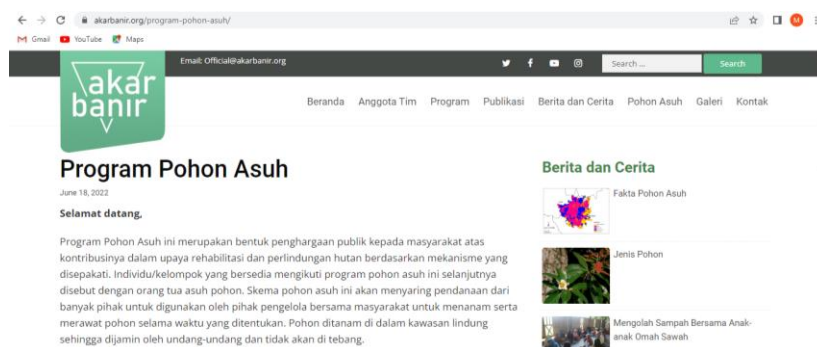 akarbanir.org/program-pohon-asuh/
M
Gmail
YouTube
Maps
Email: Official@akarbanir.org
Search ...
Search
akar
banir
Beranda
Anggota Tim
Program
Publikasi
Berita dan Cerita
Pohon Asuh
Galeri
Kontak
Program Pohon Asuh
June 18, 2022
Selamat datang,
Program Pohon Asuh ini merupakan bentuk penghargaan publik kepada masyarakat atas
kontribusinya dalam upaya rehabilitasi dan perlindungan hutan berdasarkan mekanisme yang
disepakati. Individu/kelompok yang bersedia mengikuti program pohon asuh ini selanjutnya
disebut dengan orang tua asuh pohon. Skema pohon asuh ini akan menyaring pendanaan dari
banyak pihak untuk digunakan oleh pihak pengelola bersama masyarakat untuk menanam serta
merawat pohon selama waktu yang ditentukan. Pohon ditanam di dalam kawasan lindung
sehingga dijamin oleh undang-undang dan tidak akan di tebang.
Berita dan Cerita
Fakta Pohon Asuh
Jenis Pohon
Mengolah Sampah Bersama Anak-
anak Omah Sawah